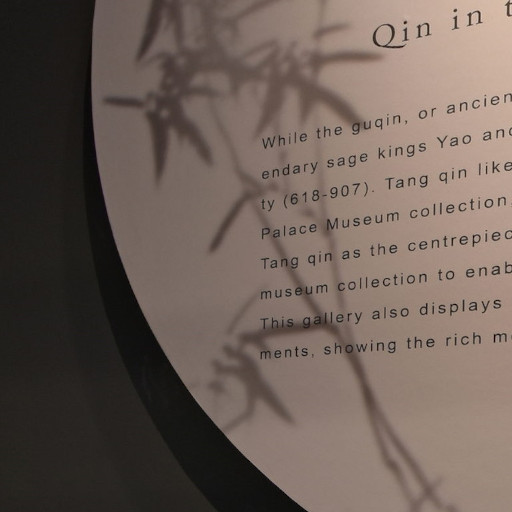 Qin in t
While the guqin, or ancien
endary sage kings Yao and
ty (618-907). Tang qin like
Palace Museum collection,
Tang qin as the centrepiec
museum collection to enab
This gallery also displays
ments, showing the rich m